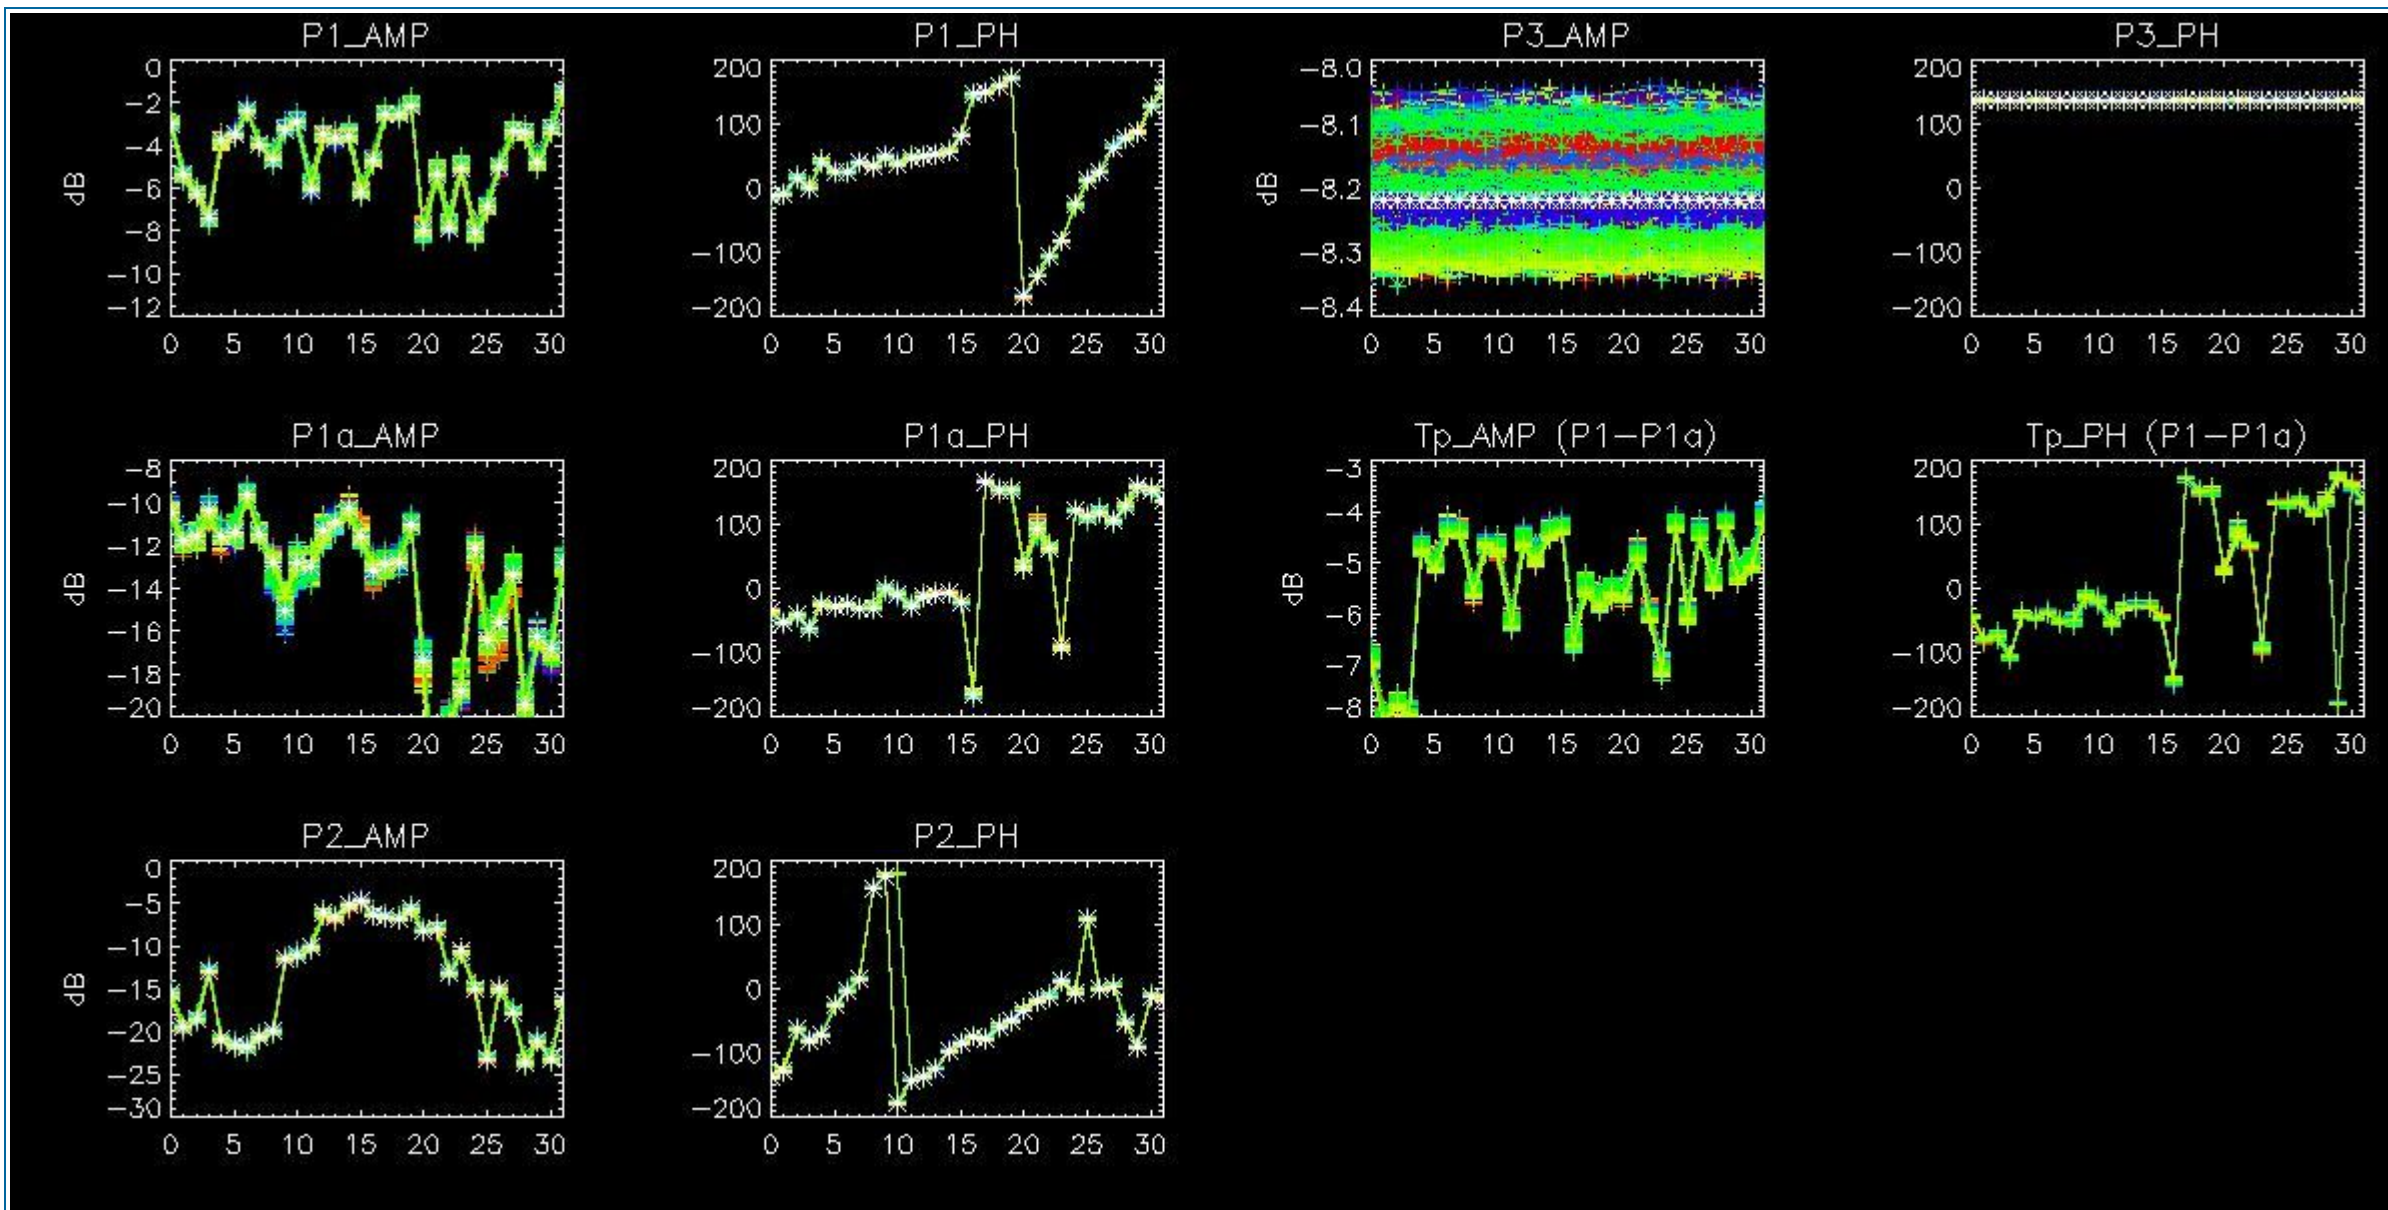 P1_AMP
0
−2
−4
−6
−8
−10
−12
dB
0 5 10 15 20 25 30
P1_PH
200
100
0
−100
−200
0 5 10 15 20 25 30
P3_AMP
−8.0
−8.1
−8.2
−8.3
−8.4
dB
0 5 10 15 20 25 30
P3_PH
200
100
0
−100
−200
0 5 10 15 20 25 30
P1a_AMP
−8
−10
−12
−14
−16
−18
−20
dB
0 5 10 15 20 25 30
P1a_PH
200
100
0
−100
−200
0 5 10 15 20 25 30
Tp_AMP (P1−P1a)
−3
−4
−5
−6
−7
−8
dB
0 5 10 15 20 25 30
Tp_PH (P1−P1a)
200
100
0
−100
−200
0 5 10 15 20 25 30
P2_AMP
0
−5
−10
−15
−20
−25
−30
dB
0 5 10 15 20 25 30
P2_PH
200
100
0
−100
−200
0 5 10 15 20 25 30